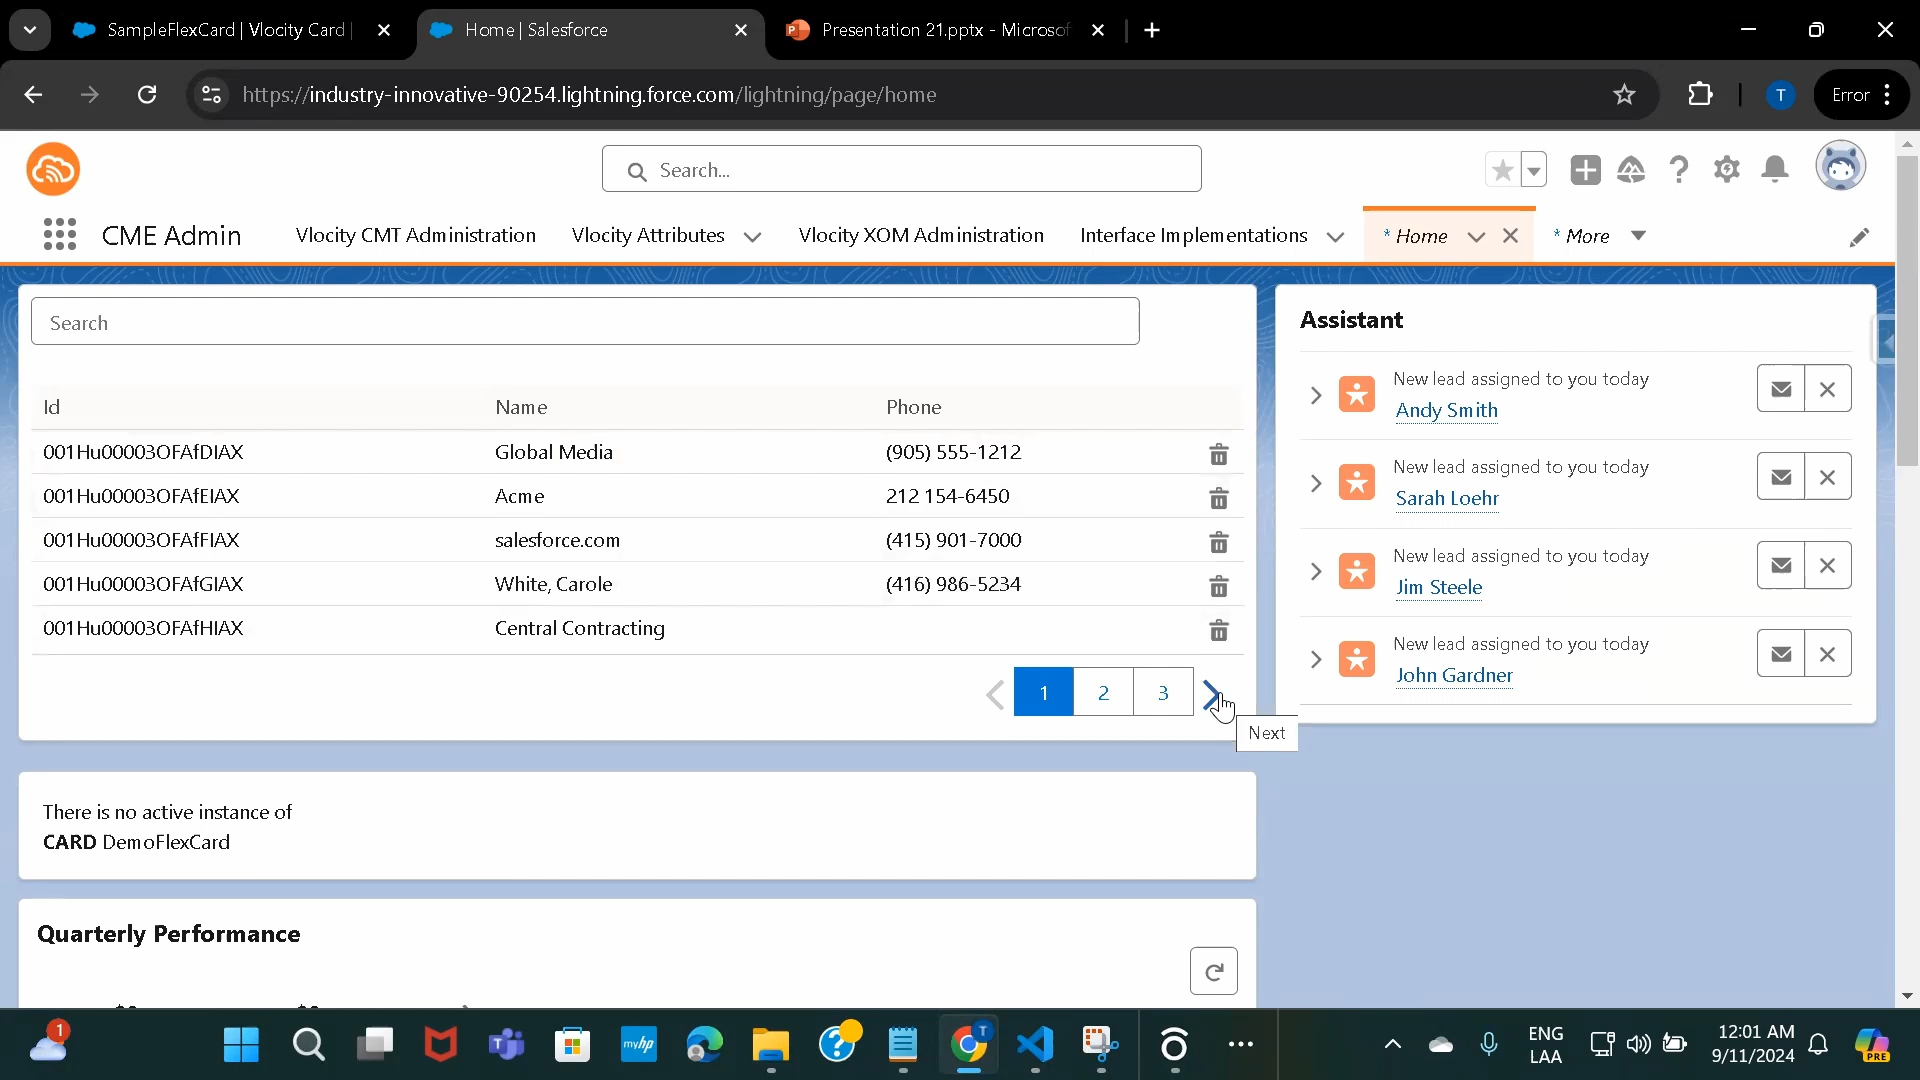 SampleFlexCard | Vlocity Card |
Home | Salesforce
Presentation 21.pptx - Microsof
https://industry-innovative-90254.lightning.force.com/lightning/page/home
T
Error
Search...
CME Admin
Vlocity CMT Administration
Vlocity Attributes
Vlocity XOM Administration
Interface Implementations
* Home
* More
Search
Id Name Phone
001Hu00003OFAfDIAX Global Media (905) 555-1212
001Hu00003OFAfEIAX Acme 212 154-6450
001Hu00003OFAfFIAX salesforce.com (415) 901-7000
001Hu00003OFAfGIAX White, Carole (416) 986-5234
001Hu00003OFAfHIAX Central Contracting
1 2 3
Next
Assistant
New lead assigned to you today
Andy Smith
New lead assigned to you today
Sarah Loehr
New lead assigned to you today
Jim Steele
New lead assigned to you today
John Gardner
There is no active instance of
CARD DemoFlexCard
Quarterly Performance
1
myhp
T
ENG
LAA
12:01 AM
9/11/2024
PRE